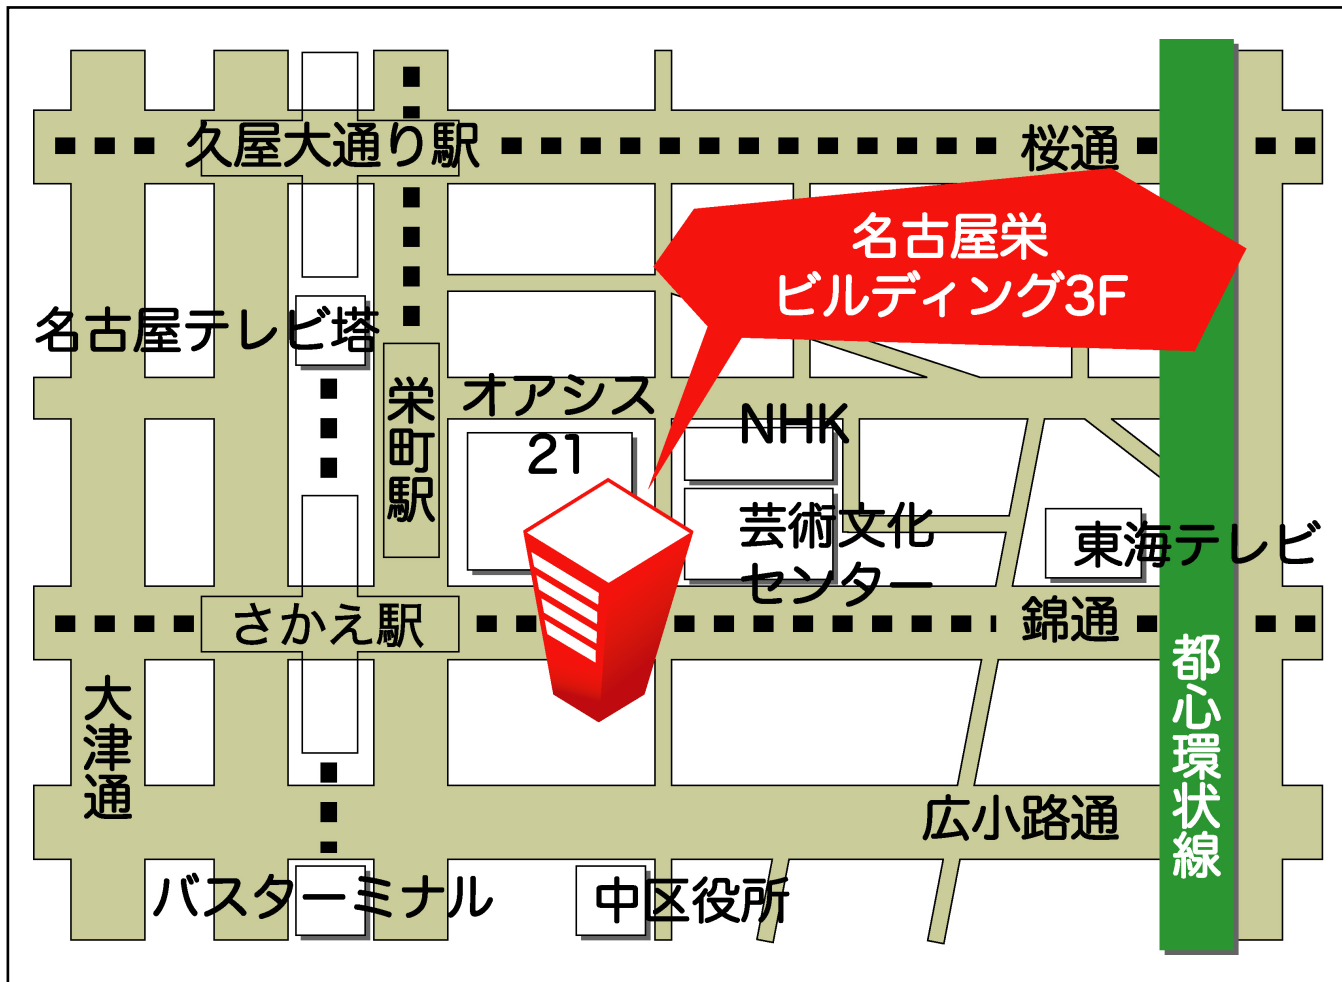 久屋大通り駅
桜通
名古屋栄
ビルディング3F
名古屋テレビ塔
栄町駅
オアシス
21
NHK
芸術文化
センター
東海テレビ
さかえ駅
錦通
都心環状線
大津通
広小路通
バスターミナル
中区役所